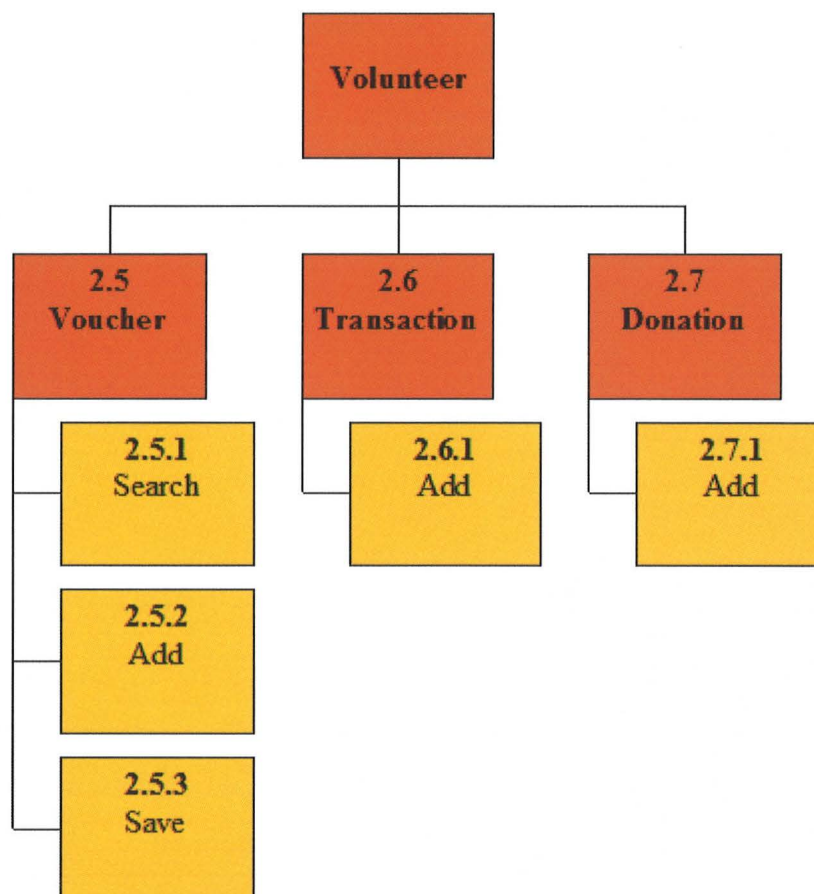 Volunteer
2.5
Voucher
2.6
Transaction
2.7
Donation
2.5.1
Search
2.6.1
Add
2.7.1
Add
2.5.2
Add
2.5.3
Save